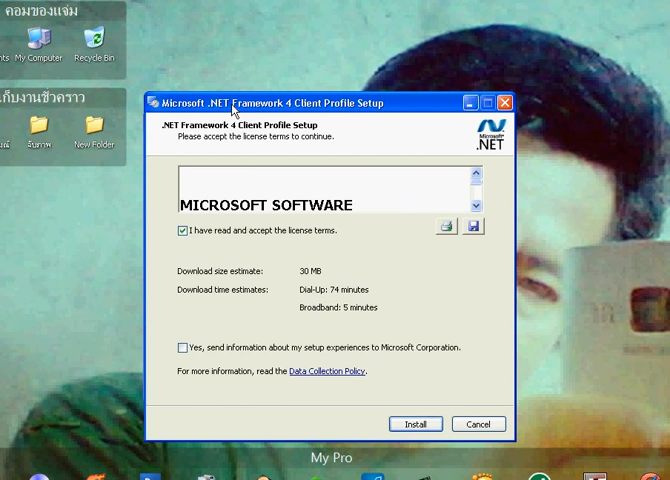 คอมของแจ่ม
nts My Computer Recycle Bin
เก็บงานชั่วคราว
New Folder
Microsoft .NET Framework 4 Client Profile Setup
.NET Framework 4 Client Profile Setup
Please accept the license terms to continue.
Microsoft
.NET
MICROSOFT SOFTWARE
I have read and accept the license terms.
Download size estimate: 30 MB
Download time estimates: Dial-Up: 74 minutes
Broadband: 5 minutes
Yes, send information about my setup experiences to Microsoft Corporation.
For more information, read the Data Collection Policy.
Install Cancel
My Pro